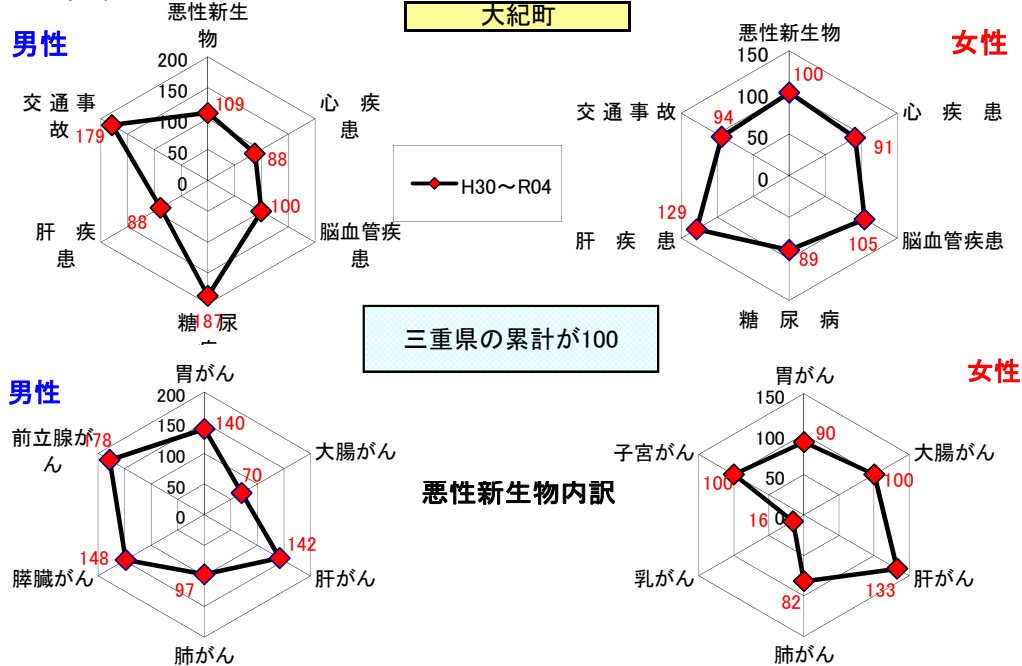 大紀町
男性
悪性新生
物
200
150
100
50
0
109
心 疾
患
88
100
脳血管疾
患
187
糖 尿
88
肝 疾
患
179
交 通 事
故
H30～R04
女性
悪性新生物
150
100
50
0
100
心 疾 患
91
105
脳血管疾患
89
糖 尿 病
129
肝 疾 患
94
交 通 事 故
三重県の累計が100
悪性新生物内訳
男性
胃がん
200
150
100
50
0
140
大腸がん
70
142
肝がん
97
肺がん
148
膵臓がん
178
前立腺が
ん
女性
胃がん
150
100
50
0
90
大腸がん
100
133
肝がん
82
肺がん
16
乳がん
100
子宮がん